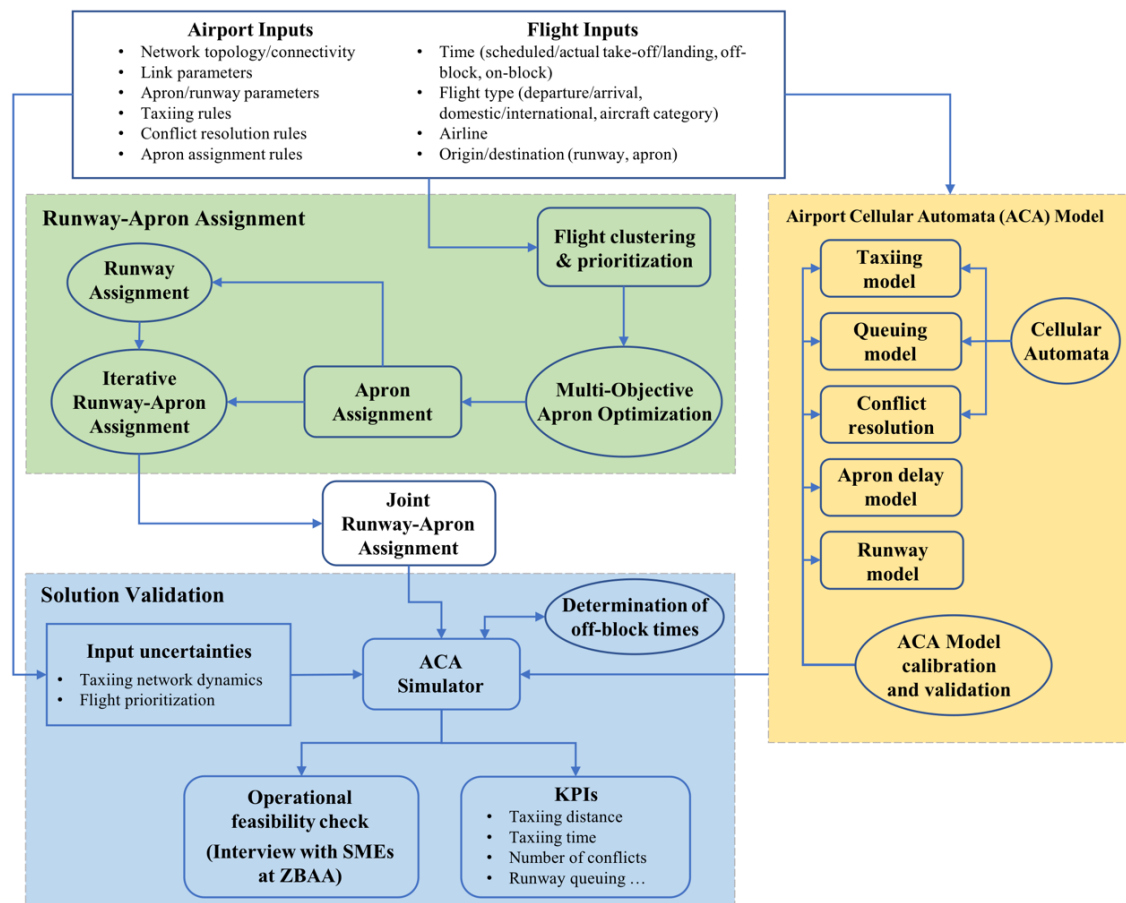 Airport Inputs
• Network topology/connectivity
• Link parameters
• Apron/runway parameters
• Taxiing rules
• Conflict resolution rules
• Apron assignment rules
Flight Inputs
• Time (scheduled/actual take-off/landing, off-
block, on-block)
• Flight type (departure/arrival,
domestic/international, aircraft category)
• Airline
• Origin/destination (runway, apron)
Runway-Apron Assignment
Flight clustering
& prioritization
Runway
Assignment
Iterative
Runway-Apron
Assignment
Apron
Assignment
Multi-Objective
Apron Optimization
Joint
Runway-Apron
Assignment
Airport Cellular Automata (ACA) Model
Taxiing
model
Queuing
model
Conflict
resolution
Apron delay
model
Runway
model
Cellular
Automata
ACA Model
calibration
and validation
Solution Validation
Determination of
off-block times
Input uncertainties
• Taxiing network dynamics
• Flight prioritization
ACA
Simulator
Operational
feasibility check
(Interview with SMEs
at ZBAA)
KPIs
• Taxiing distance
• Taxiing time
• Number of conflicts
• Runway queuing …